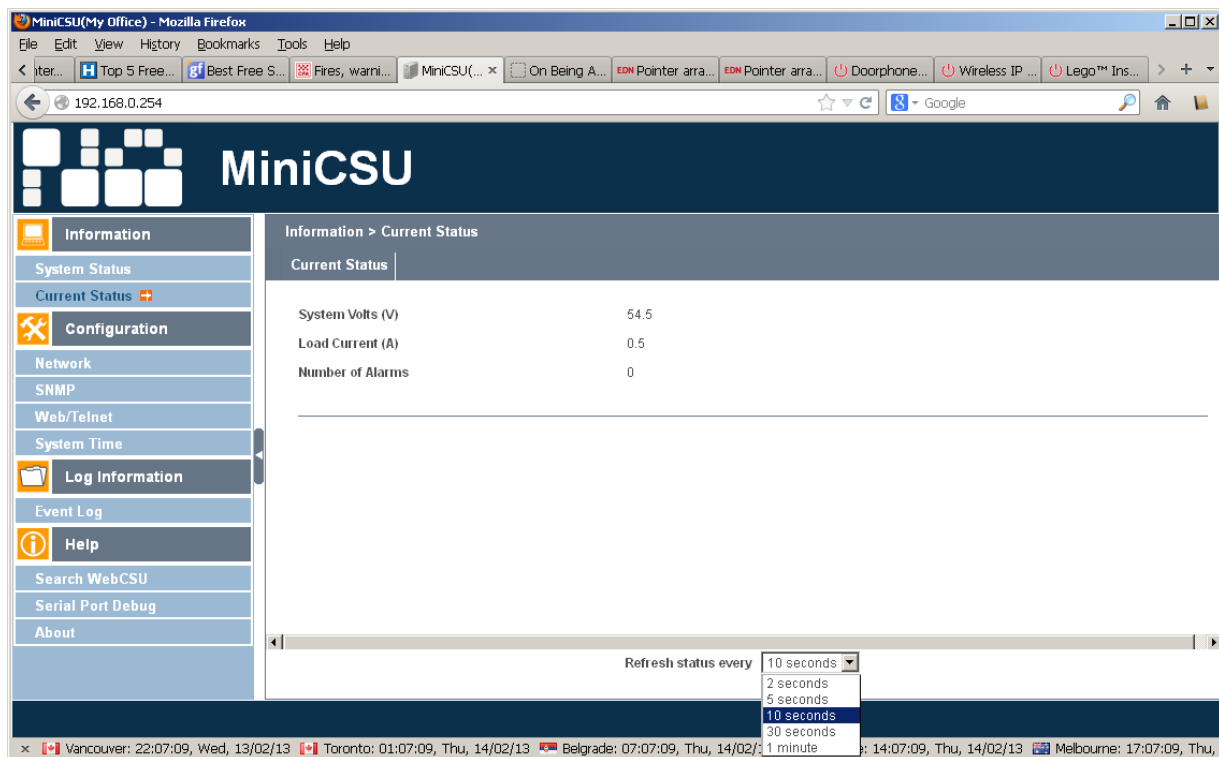 MiniCSU(My Office) - Mozilla Firefox
File Edit View History Bookmarks Tools Help
nter... Top 5 Free... Best Free S... Fires, warni... MiniCSU(... × On Being A... EDN Pointer arra... EDN Pointer arra... Doorphone... Wireless IP ... Lego™ Ins...
192.168.0.254 Google
MiniCSU
Information
System Status
Current Status
Configuration
Network
SNMP
Web/Telnet
System Time
Log Information
Event Log
Help
Search WebCSU
Serial Port Debug
About
Information > Current Status
Current Status
System Volts (V) 54.5
Load Current (A) 0.5
Number of Alarms 0
Refresh status every 10 seconds
2 seconds
5 seconds
10 seconds
30 seconds
1 minute
× Vancouver: 22:07:09, Wed, 13/02/13 Toronto: 01:07:09, Thu, 14/02/13 Belgrade: 07:07:09, Thu, 14/02/ : 14:07:09, Thu, 14/02/13 Melbourne: 17:07:09, Thu,